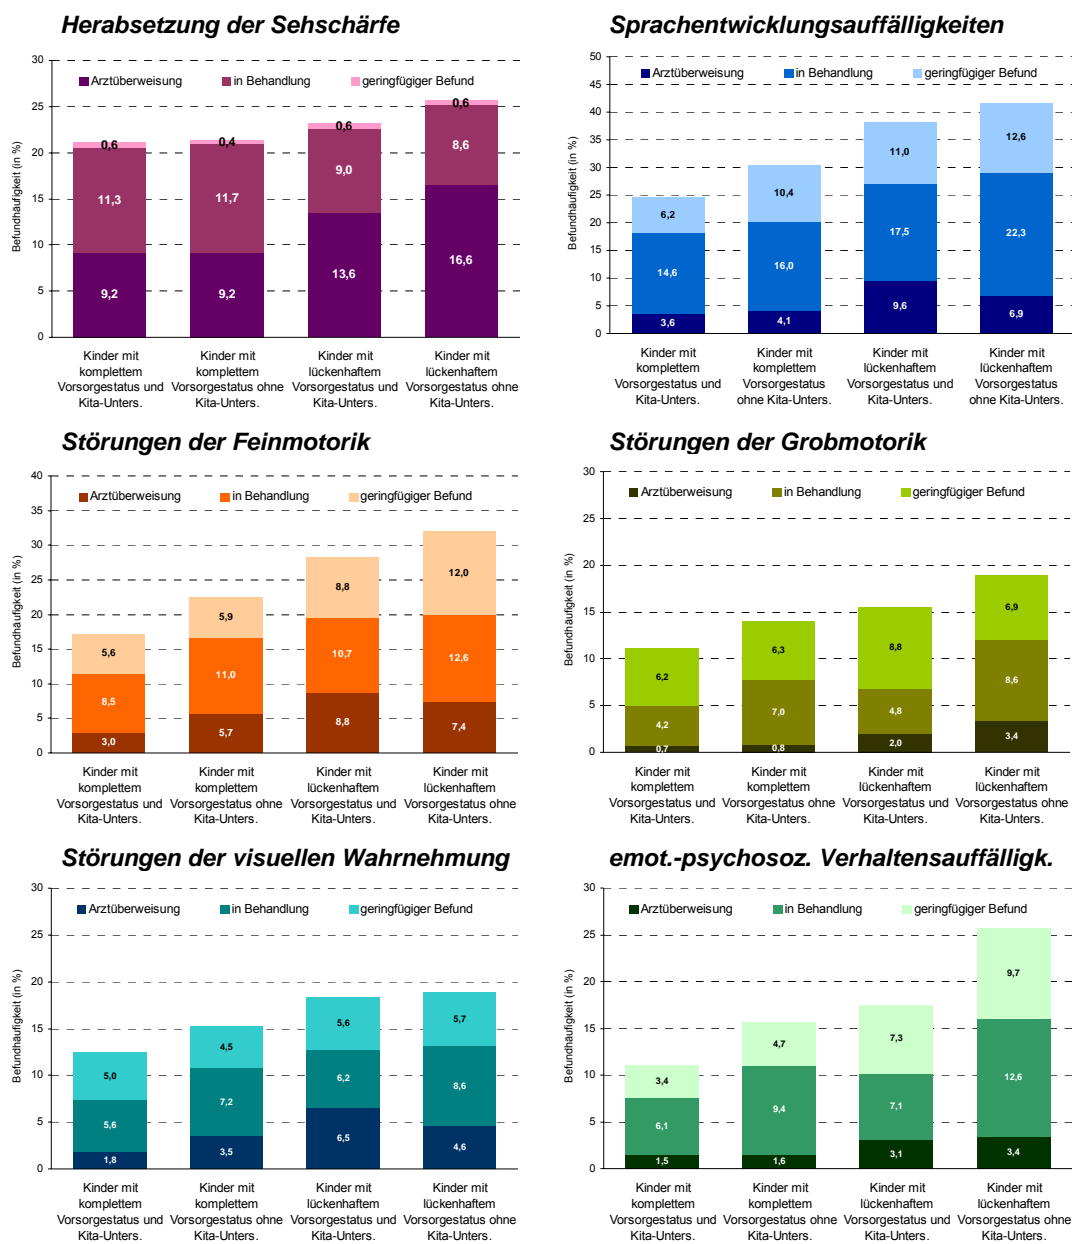 Herabsetzung der Sehschärfe
30
25
20
15
10
5
0
Befundhäufigkeit (in %)
Arztüberweisung in Behandlung geringfügiger Befund
0,6 0,4 0,6 0,6
11,3 11,7 9,0 8,6
9,2 9,2 13,6 16,6
Kinder mit Kinder mit Kinder mit Kinder mit
komplettem komplettem lückenhaftem lückenhaftem
Vorsorgestatus und Vorsorgestatus ohne Vorsorgestatus und Vorsorgestatus ohne
Kita-Unters. Kita-Unters. Kita-Unters. Kita-Unters.
Sprachentwicklungsauffälligkeiten
50
45
40
35
30
25
20
15
10
5
0
Befundhäufigkeit (in %)
Arztüberweisung in Behandlung geringfügiger Befund
6,2 10,4 11,0 12,6
14,6 16,0 17,5 22,3
3,6 4,1 9,6 6,9
Kinder mit Kinder mit Kinder mit Kinder mit
komplettem komplettem lückenhaftem lückenhaftem
Vorsorgestatus und Vorsorgestatus Vorsorgestatus und Vorsorgestatus
Kita-Unters. ohne Kita-Unters. Kita-Unters. ohne Kita-Unters.
Störungen der Feinmotorik
40
35
30
25
20
15
10
5
0
Befundhäufigkeit (in %)
Arztüberweisung in Behandlung geringfügiger Befund
5,6 5,9 8,8 12,0
8,5 11,0 10,7 12,6
3,0 5,7 8,8 7,4
Kinder mit Kinder mit Kinder mit Kinder mit
komplettem komplettem lückenhaftem lückenhaftem
Vorsorgestatus und Vorsorgestatus ohne Vorsorgestatus und Vorsorgestatus ohne
Kita-Unters. Kita-Unters. Kita-Unters. Kita-Unters.
Störungen der Grobmotorik
30
25
20
15
10
5
0
Befundhäufigkeit (in %)
Arztüberweisung in Behandlung geringfügiger Befund
6,2 6,3 8,8 6,9
4,2 7,0 4,8 8,6
0,7 0,8 2,0 3,4
Kinder mit Kinder mit Kinder mit Kinder mit
komplettem komplettem lückenhaftem lückenhaftem
Vorsorgestatus und Vorsorgestatus ohne Vorsorgestatus und Vorsorgestatus ohne
Kita-Unters. Kita-Unters. Kita-Unters. Kita-Unters.
Störungen der visuellen Wahrnehmung
30
25
20
15
10
5
0
Befundhäufigkeit (in %)
Arztüberweisung in Behandlung geringfügiger Befund
5,0 4,5 5,6 5,7
5,6 7,2 6,2 8,6
1,8 3,5 6,5 4,6
Kinder mit Kinder mit Kinder mit Kinder mit
komplettem komplettem lückenhaftem lückenhaftem
Vorsorgestatus und Vorsorgestatus ohne Vorsorgestatus und Vorsorgestatus ohne
Kita-Unters. Kita-Unters. Kita-Unters. Kita-Unters.
emot.-psychosoz. Verhaltensauffälligk.
30
25
20
15
10
5
0
Befundhäufigkeit (in %)
Arztüberweisung in Behandlung geringfügiger Befund
3,4 4,7 7,3 9,7
6,1 9,4 7,1 12,6
1,5 1,6 3,1 3,4
Kinder mit Kinder mit Kinder mit Kinder mit
komplettem komplettem lückenhaftem lückenhaftem
Vorsorgestatus und Vorsorgestatus ohne Vorsorgestatus und Vorsorgestatus ohne
Kita-Unters. Kita-Unters. Kita-Unters. Kita-Unters.